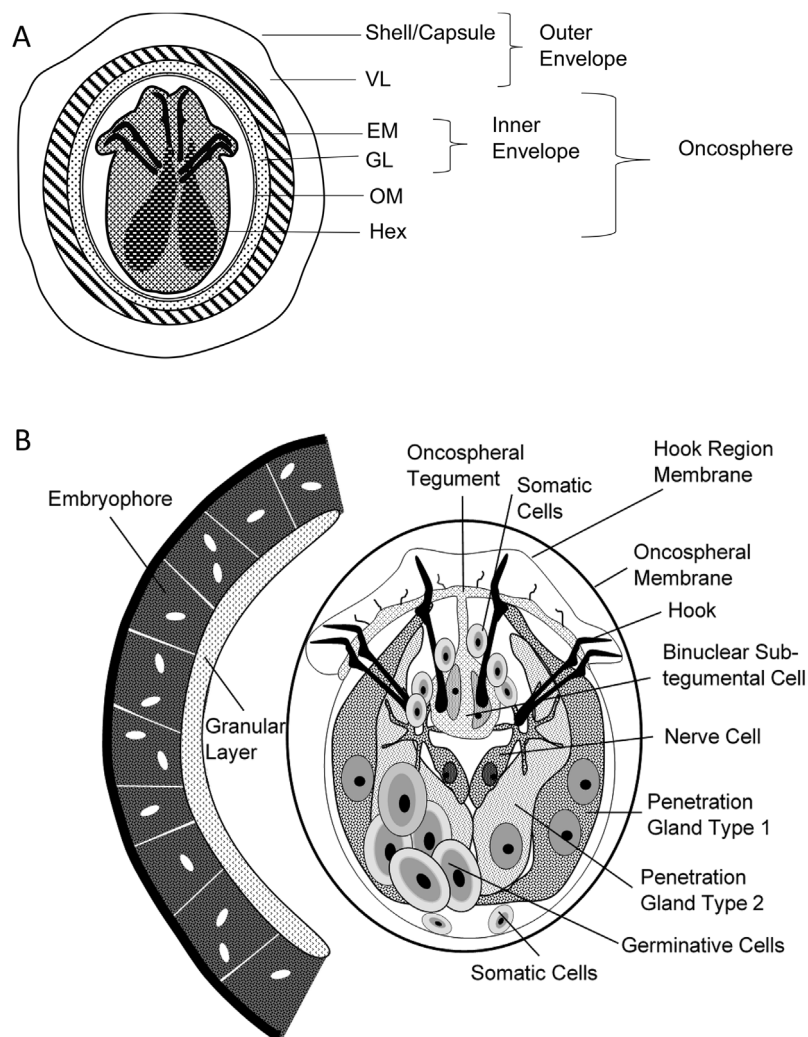 A
Shell/Capsule
VL
EM
GL
OM
Hex
Outer
Envelope
Inner
Envelope
Oncosphere
B
Embryophore
Granular
Layer
Oncospheral
Tegument
Somatic
Cells
Hook Region
Membrane
Oncospheral
Membrane
Hook
Binuclear Sub-
tegumental Cell
Nerve Cell
Penetration
Gland Type 1
Penetration
Gland Type 2
Germinative Cells
Somatic Cells